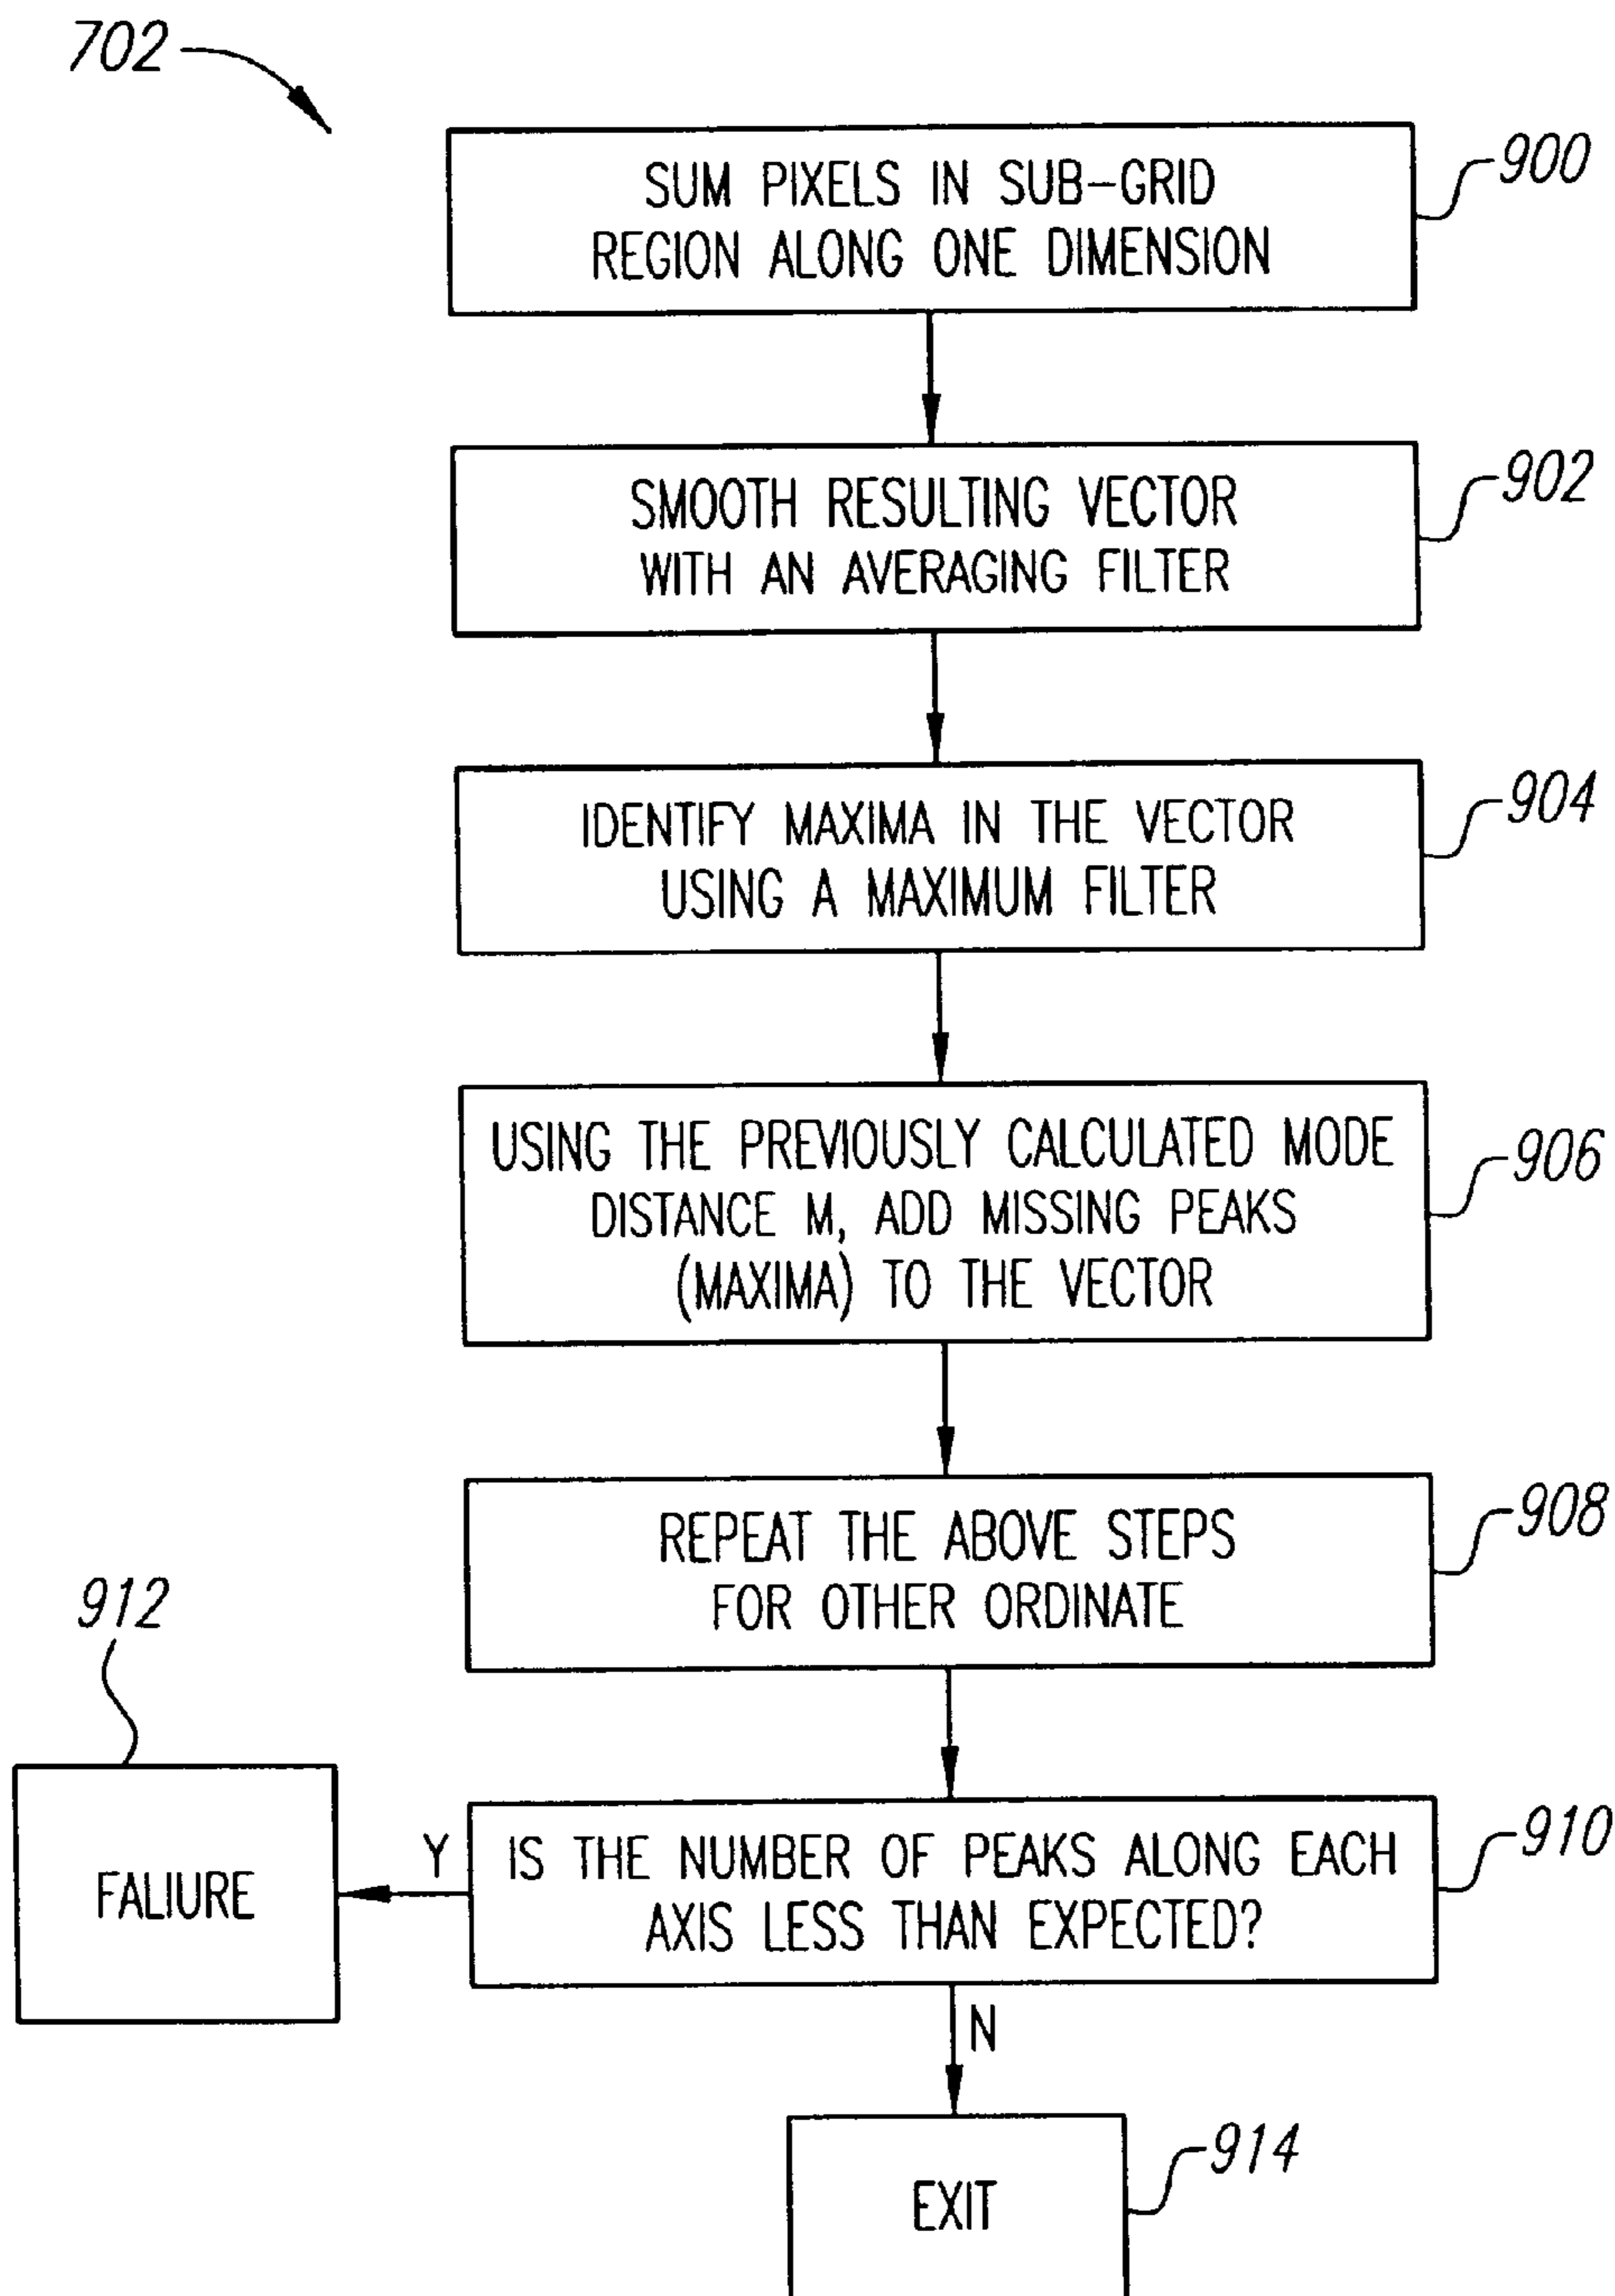 702
SUM PIXELS IN SUB-GRID
REGION ALONG ONE DIMENSION
900
SMOOTH RESULTING VECTOR
WITH AN AVERAGING FILTER
902
IDENTIFY MAXIMA IN THE VECTOR
USING A MAXIMUM FILTER
904
USING THE PREVIOUSLY CALCULATED MODE
DISTANCE M, ADD MISSING PEAKS
(MAXIMA) TO THE VECTOR
906
REPEAT THE ABOVE STEPS
FOR OTHER ORDINATE
908
912
FALIURE
Y
IS THE NUMBER OF PEAKS ALONG EACH
AXIS LESS THAN EXPECTED?
910
N
EXIT
914